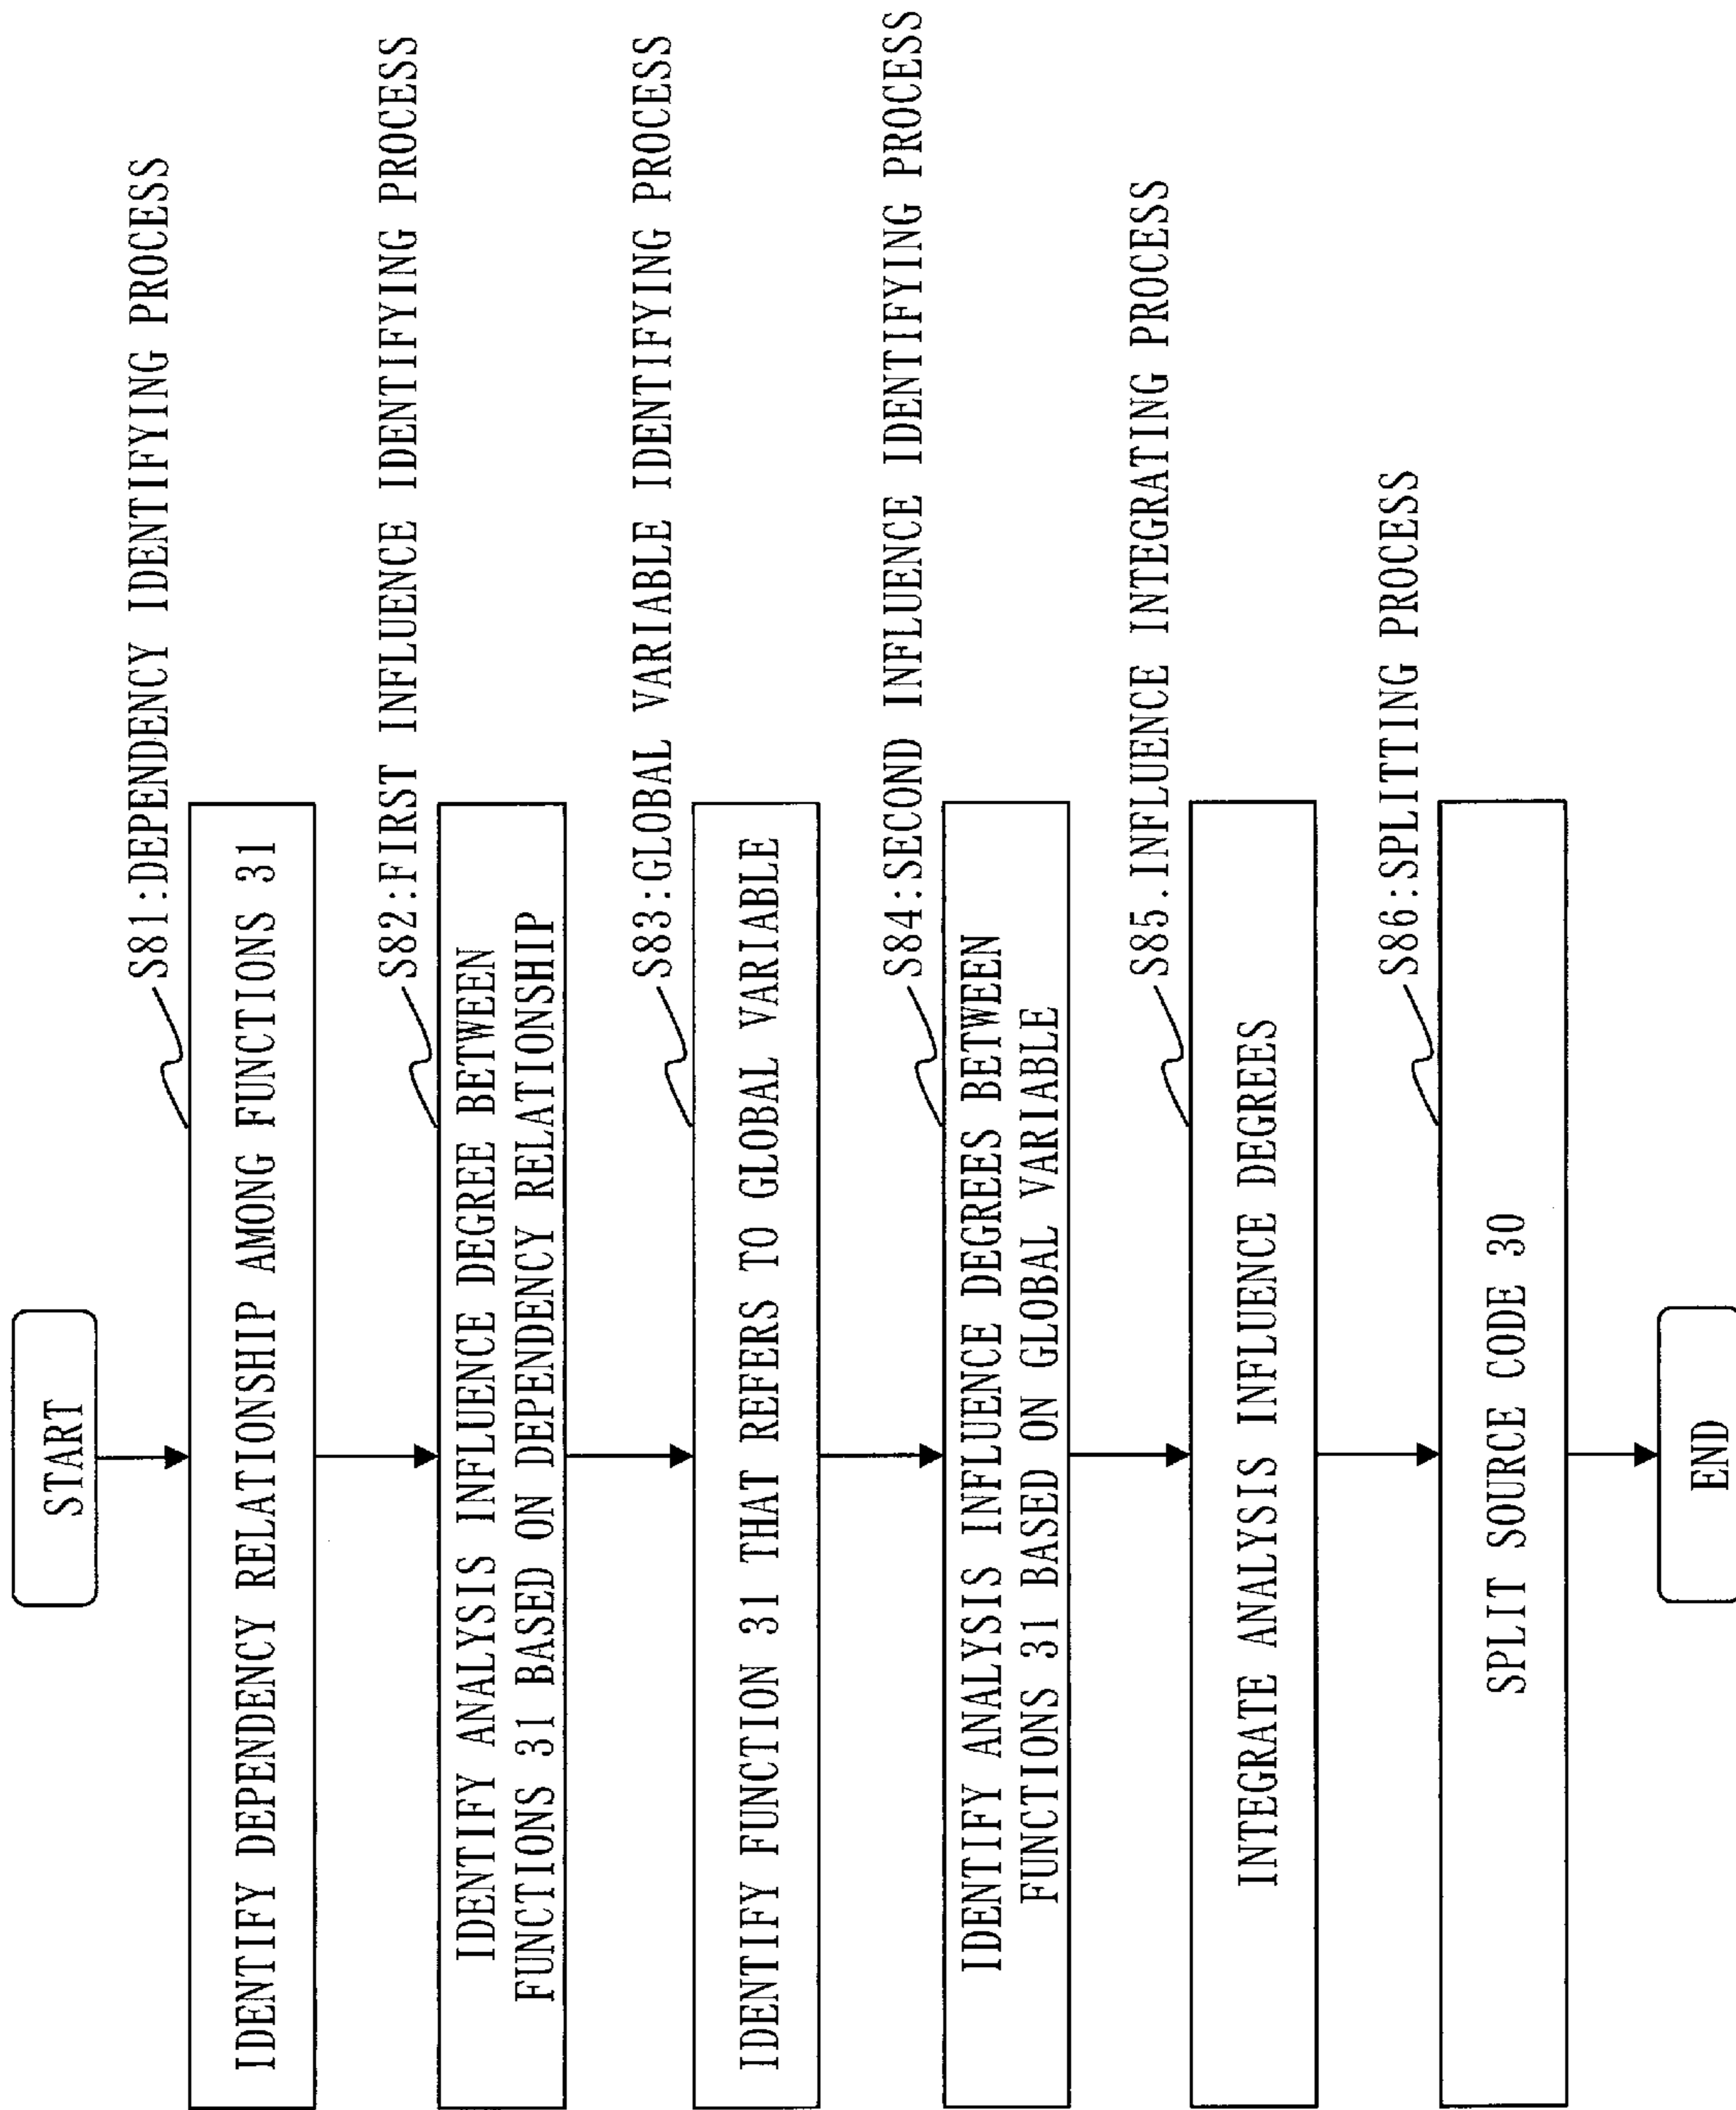 START
S81:DEPENDENCY IDENTIFYING PROCESS
IDENTIFY DEPENDENCY RELATIONSHIP AMONG FUNCTIONS 31
S82:FIRST INFLUENCE IDENTIFYING PROCESS
IDENTIFY ANALYSIS INFLUENCE DEGREE BETWEEN
FUNCTIONS 31 BASED ON DEPENDENCY RELATIONSHIP
S83:GLOBAL VARIABLE IDENTIFYING PROCESS
IDENTIFY FUNCTION 31 THAT REFERS TO GLOBAL VARIABLE
S84:SECOND INFLUENCE IDENTIFYING PROCESS
IDENTIFY ANALYSIS INFLUENCE DEGREES BETWEEN
FUNCTIONS 31 BASED ON GLOBAL VARIABLE
S85.INFLUENCE INTEGRATING PROCESS
INTEGRATE ANALYSIS INFLUENCE DEGREES
S86:SPLITTING PROCESS
SPLIT SOURCE CODE 30
END